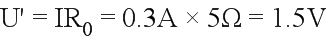 U' = IR₀ = 0.3A × 5Ω = 1.5V